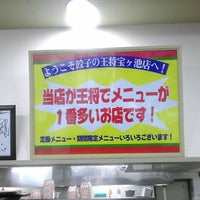 ようこそ餃子の王将宝ヶ池店へ!
当店が王将でメニューが
1番多いお店です!
定番メニュー・期間限定メニューいろいろございます!